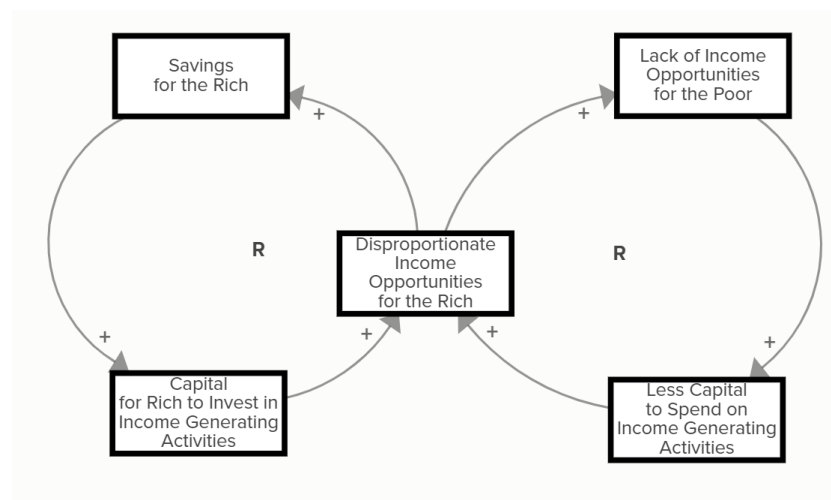 Savings
for the Rich
+
Lack of Income
Opportunities
for the Poor
+
R
Disproportionate
Income
Opportunities
for the Rich
R
+
+
+
+
Capital
for Rich to Invest in
Income Generating
Activities
Less Capital
to Spend on
Income Generating
Activities